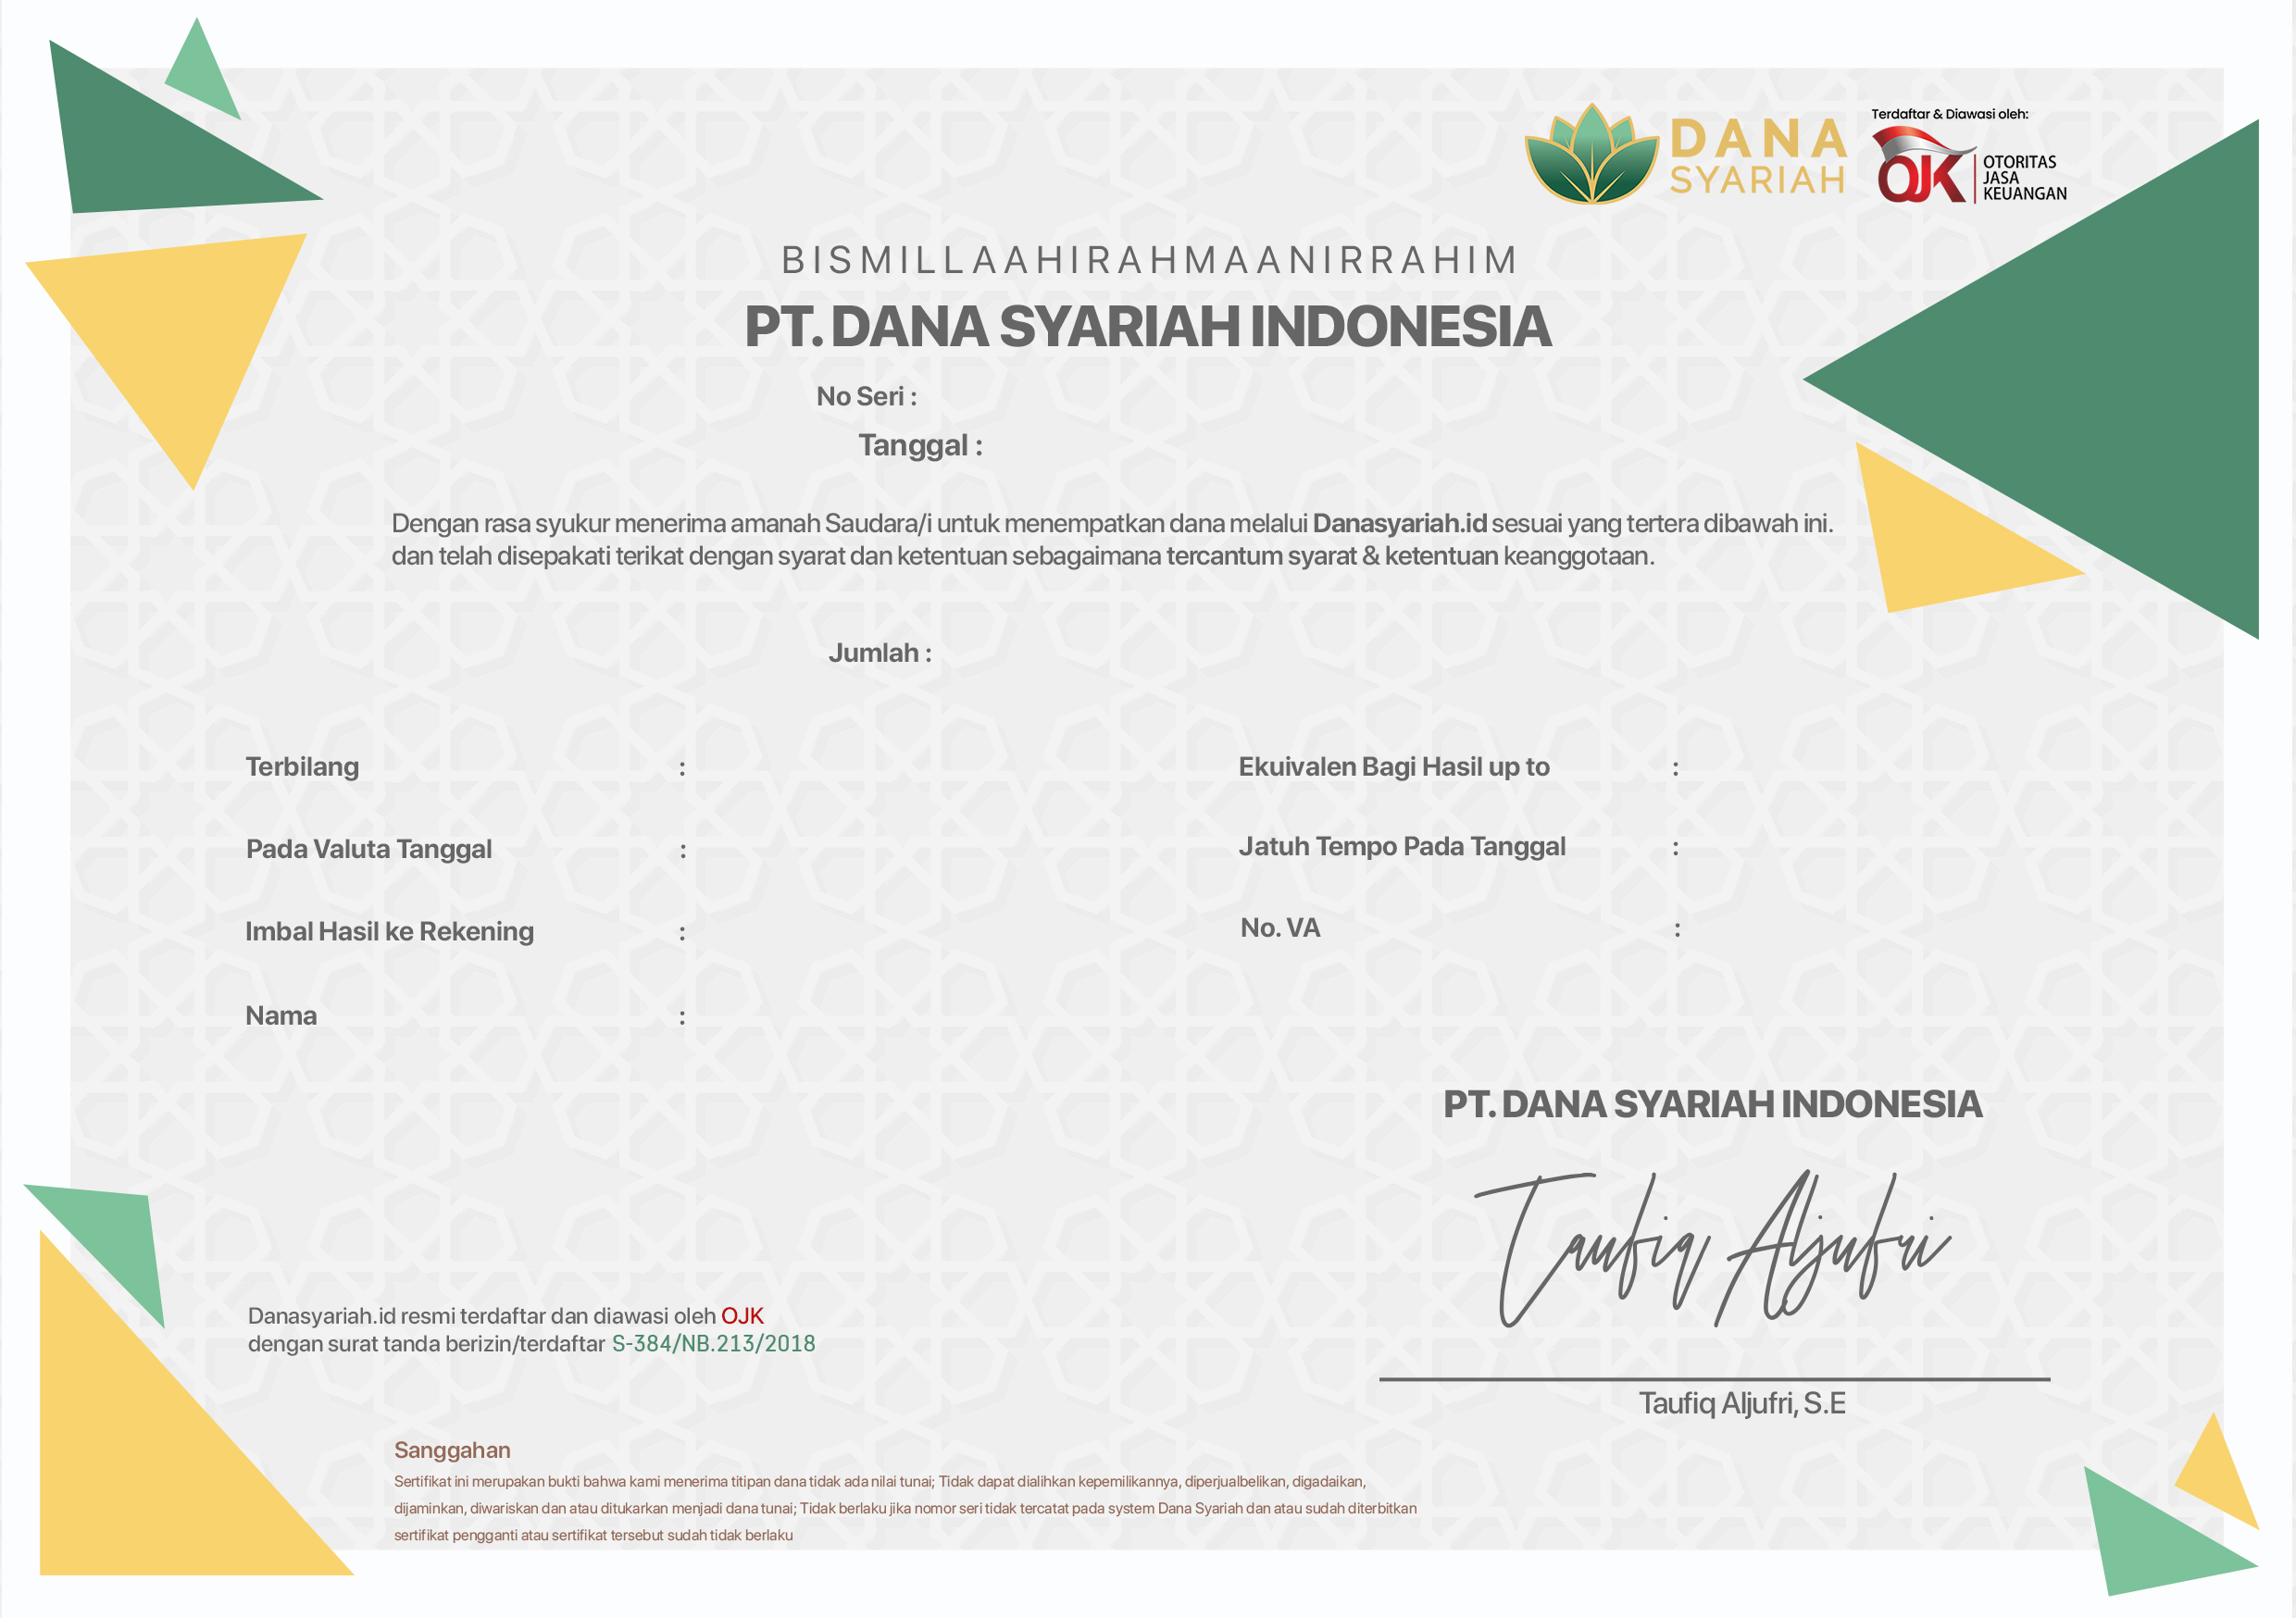 DANA
SYARIAH
Terdaftar & Diawasi oleh:
OJK
OTORITAS
JASA
KEUANGAN
BISMILLAAHIRAHMAANIRRAHIM
PT. DANA SYARIAH INDONESIA
No Seri :
Tanggal :
Dengan rasa syukur menerima amanah Saudara/i untuk menempatkan dana melalui Danasyariah.id sesuai yang tertera dibawah ini.
dan telah disepakati terikat dengan syarat dan ketentuan sebagaimana tercantum syarat & ketentuan keanggotaan.
Jumlah :
Terbilang :
Pada Valuta Tanggal :
Imbal Hasil ke Rekening :
Nama :
Ekuivalen Bagi Hasil up to :
Jatuh Tempo Pada Tanggal :
No. VA :
PT. DANA SYARIAH INDONESIA
Taufiq Aljufri
Taufiq Aljufri, S.E
Danasyariah.id resmi terdaftar dan diawasi oleh OJK
dengan surat tanda berizin/terdaftar S-384/NB.213/2018
Sanggahan
Sertifikat ini merupakan bukti bahwa kami menerima titipan dana tidak ada nilai tunai; Tidak dapat dialihkan kepemilikannya, diperjualbelikan, digadaikan,
dijaminkan, diwariskan dan atau ditukarkan menjadi dana tunai; Tidak berlaku jika nomor seri tidak tercatat pada system Dana Syariah dan atau sudah diterbitkan
sertifikat pengganti atau sertifikat tersebut sudah tidak berlaku